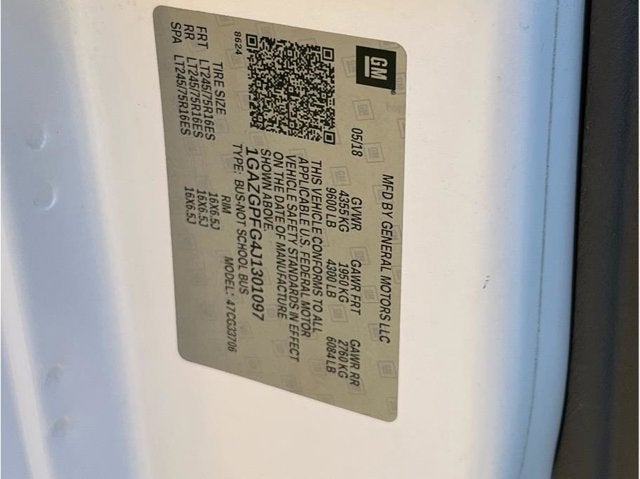 GM
MFD BY GENERAL MOTORS LLC
05/18 GVWR GAWR FRT GAWR RR
4355 KG 1950 KG 2760 KG
9600 LB 4300 LB 6084 LB
THIS VEHICLE CONFORMS TO ALL
APPLICABLE U.S. FEDERAL MOTOR
VEHICLE SAFETY STANDARDS IN EFFECT
ON THE DATE OF MANUFACTURE
SHOWN ABOVE.
1GAZGPFG4J1301097
TYPE: BUS-NOT SCHOOL BUS
8624 MODEL: 47CG33706
TIRE SIZE RIM
FRT LT245/75R16ES 16X6.5J
RR LT245/75R16ES 16X6.5J
SPA LT245/75R16ES 16X6.5J